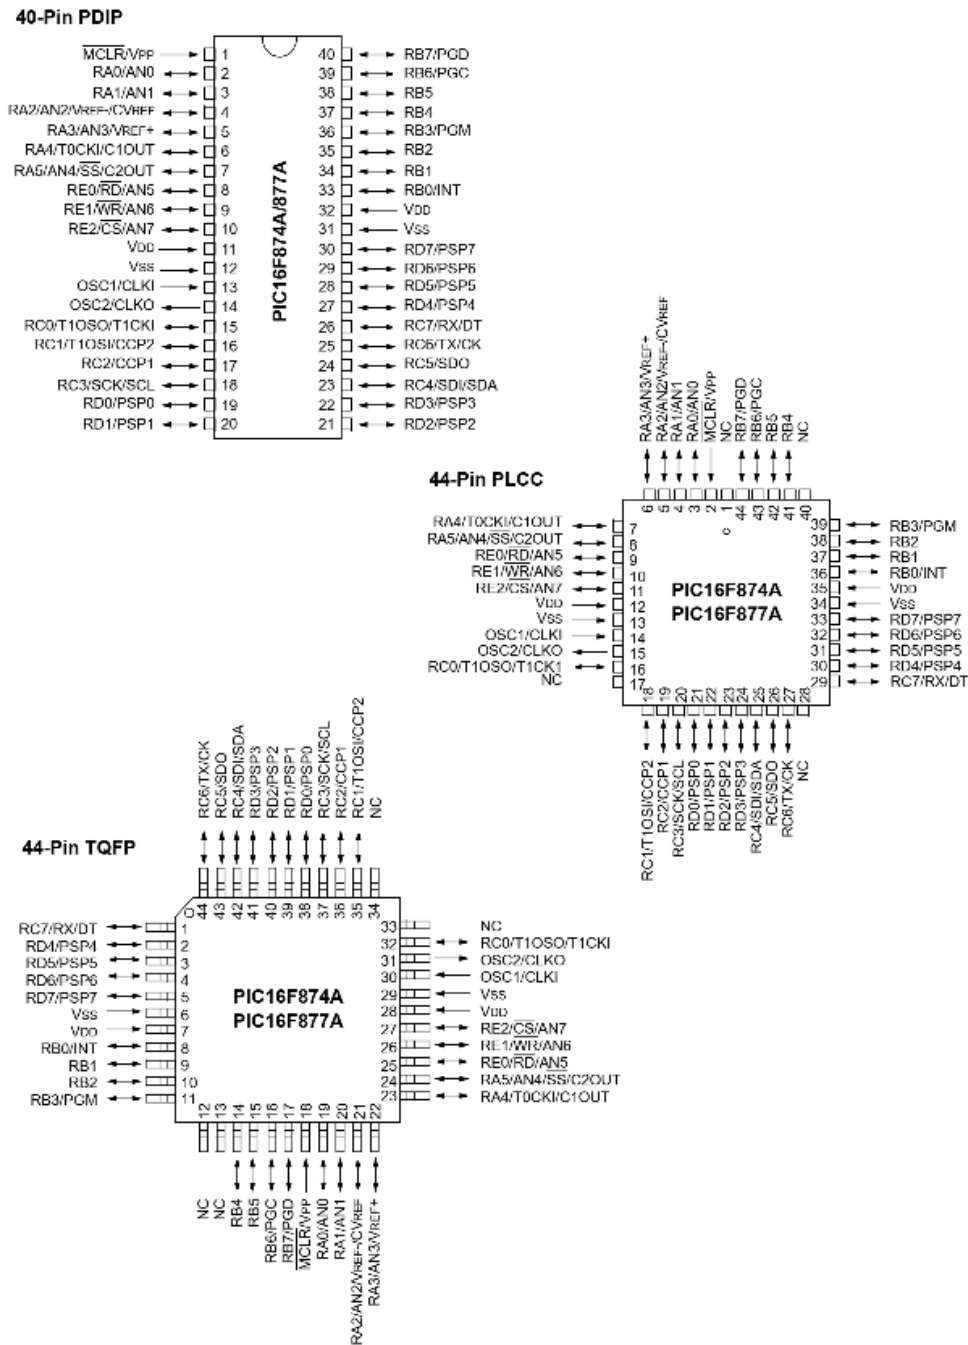 40-Pin PDIP
MCLR/VPP 1 40 RB7/PGD
RA0/AN0 2 39 RB6/PGC
RA1/AN1 3 38 RB5
RA2/AN2/VREF-/CVREF 4 37 RB4
RA3/AN3/VREF+ 5 36 RB3/PGM
RA4/T0CKI/C1OUT 6 35 RB2
RA5/AN4/SS/C2OUT 7 34 RB1
RE0/RD/AN5 8 33 RB0/INT
RE1/WR/AN6 9 32 VDD
RE2/CS/AN7 10 31 VSS
VDD 11 30 RD7/PSP7
VSS 12 29 RD6/PSP6
OSC1/CLKI 13 28 RD5/PSP5
OSC2/CLKO 14 27 RD4/PSP4
RC0/T1OSO/T1CKI 15 26 RC7/RX/DT
RC1/T1OSI/CCP2 16 25 RC6/TX/CK
RC2/CCP1 17 24 RC5/SDO
RC3/SCK/SCL 18 23 RC4/SDI/SDA
RD0/PSP0 19 22 RD3/PSP3
RD1/PSP1 20 21 RD2/PSP2
PIC16F874A/877A
44-Pin PLCC
RA3/AN3/VREF+
RA2/AN2/VREF-/CVREF
RA1/AN1
RA0/AN0
MCLR/VPP
NC
RB7/PGD
RB6/PGC
RB5
RB4
NC
6 5 4 3 2 1 44 43 42 41 40
RA4/T0CKI/C1OUT 7 39 RB3/PGM
RA5/AN4/SS/C2OUT 8 38 RB2
RE0/RD/AN5 9 37 RB1
RE1/WR/AN6 10 36 RB0/INT
RE2/CS/AN7 11 35 VDD
VDD 12 34 VSS
VSS 13 33 RD7/PSP7
OSC1/CLKI 14 32 RD6/PSP6
OSC2/CLKO 15 31 RD5/PSP5
RC0/T1OSO/T1CK1 16 30 RD4/PSP4
NC 17 29 RC7/RX/DT
PIC16F874A
PIC16F877A
18 19 20 21 22 23 24 25 26 27 28
RC1/T1OSI/CCP2
RC2/CCP1
RC3/SCK/SCL
RD0/PSP0
RD1/PSP1
RD2/PSP2
RD3/PSP3
RC4/SDI/SDA
RC5/SDO
RC6/TX/CK
NC
44-Pin TQFP
RC6/TX/CK
RC5/SDO
RC4/SDI/SDA
RD3/PSP3
RD2/PSP2
RD1/PSP1
RD0/PSP0
RC3/SCK/SCL
RC2/CCP1
RC1/T1OSI/CCP2
NC
44 43 42 41 40 39 38 37 36 35 34
RC7/RX/DT 1 33 NC
RD4/PSP4 2 32 RC0/T1OSO/T1CKI
RD5/PSP5 3 31 OSC2/CLKO
RD6/PSP6 4 30 OSC1/CLKI
RD7/PSP7 5 29 VSS
VSS 6 28 VDD
VDD 7 27 RE2/CS/AN7
RB0/INT 8 26 RE1/WR/AN6
RB1 9 25 RE0/RD/AN5
RB2 10 24 RA5/AN4/SS/C2OUT
RB3/PGM 11 23 RA4/T0CKI/C1OUT
PIC16F874A
PIC16F877A
12 13 14 15 16 17 18 19 20 21 22
NC
NC
RB4
RB5
RB6/PGC
RB7/PGD
MCLR/VPP
RA0/AN0
RA1/AN1
RA2/AN2/VREF-/CVREF
RA3/AN3/VREF+